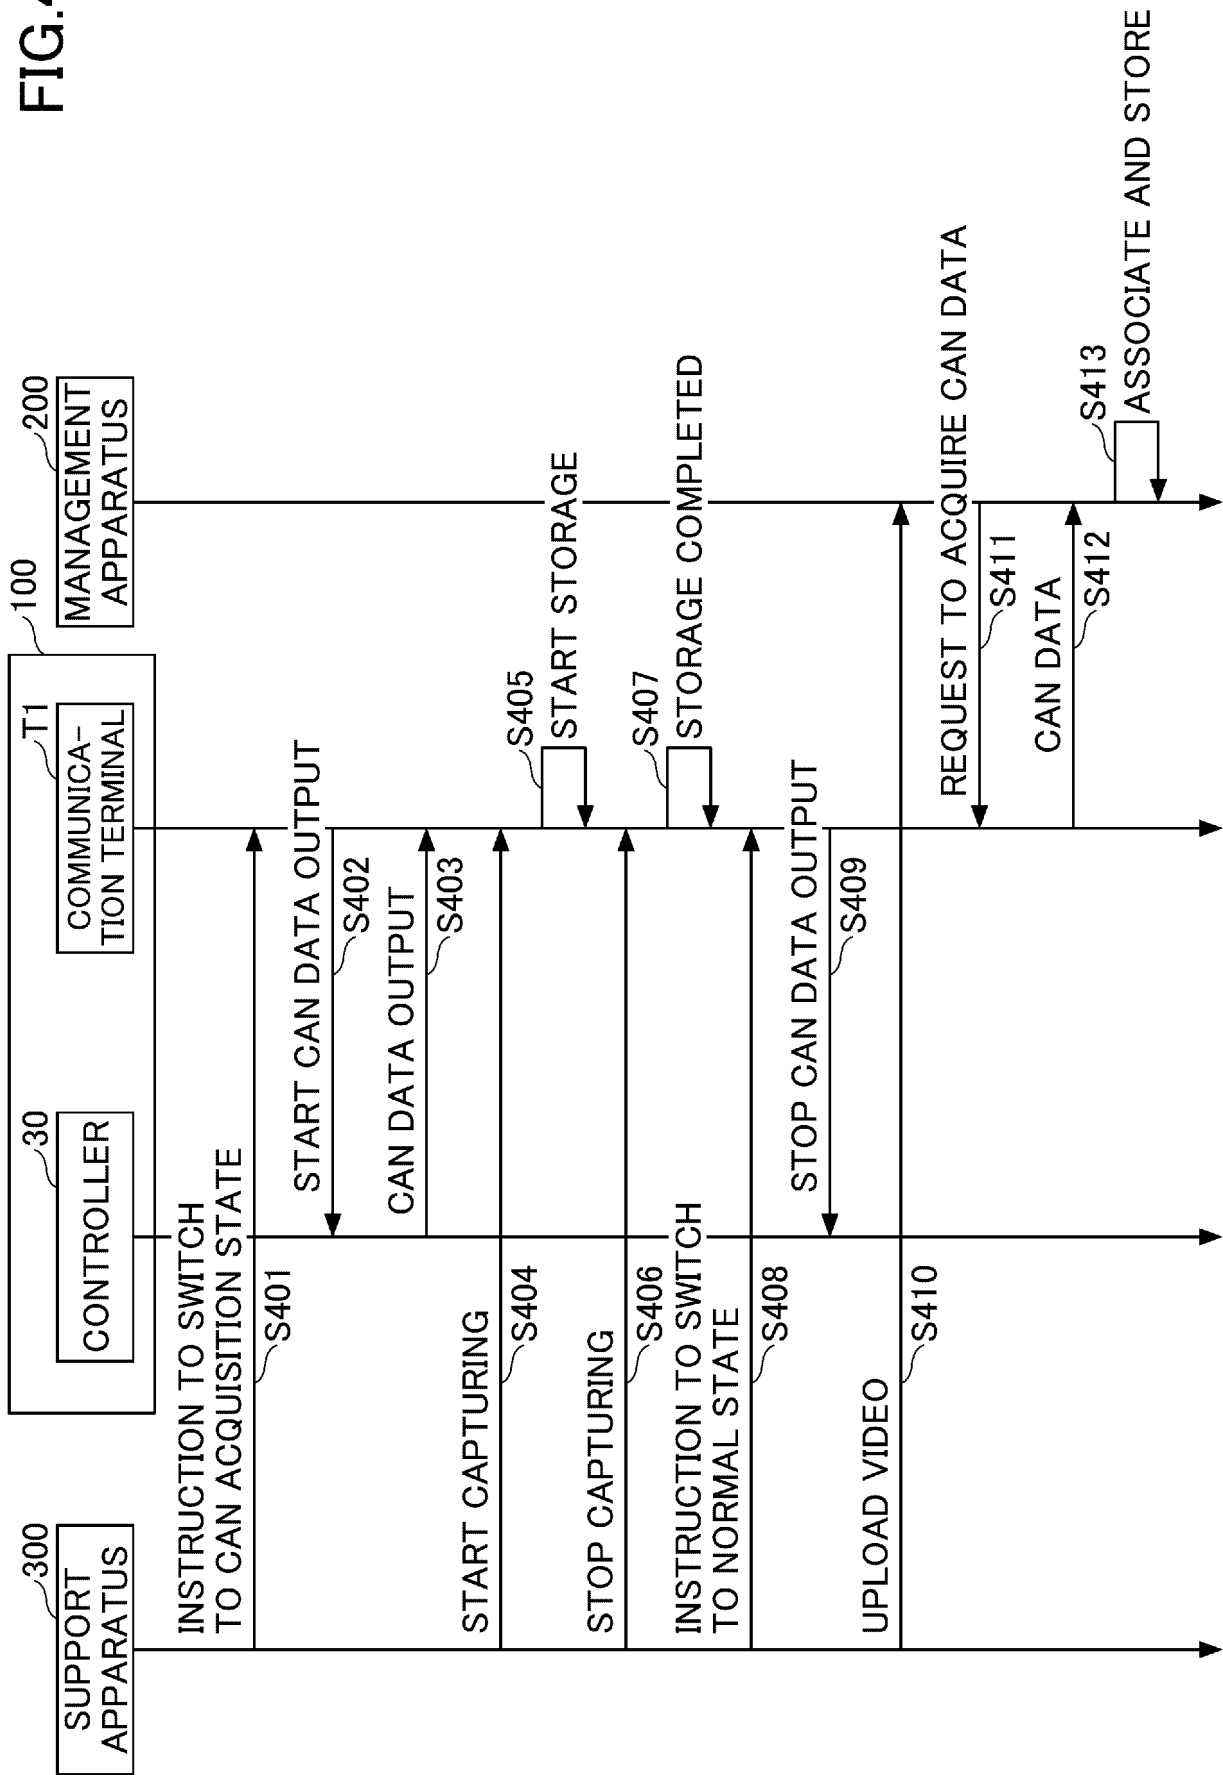 FIG.4
100
300
30
T1
200
SUPPORT
APPARATUS
CONTROLLER
COMMUNICA-
TION TERMINAL
MANAGEMENT
APPARATUS
INSTRUCTION TO SWITCH
TO CAN ACQUISITION STATE
S401
START CAN DATA OUTPUT
S402
CAN DATA OUTPUT
S403
START CAPTURING
S404
S405
START STORAGE
STOP CAPTURING
S406
S407
STORAGE COMPLETED
INSTRUCTION TO SWITCH
TO NORMAL STATE
S408
STOP CAN DATA OUTPUT
S409
UPLOAD VIDEO
S410
REQUEST TO ACQUIRE CAN DATA
S411
CAN DATA
S412
S413
ASSOCIATE AND STORE